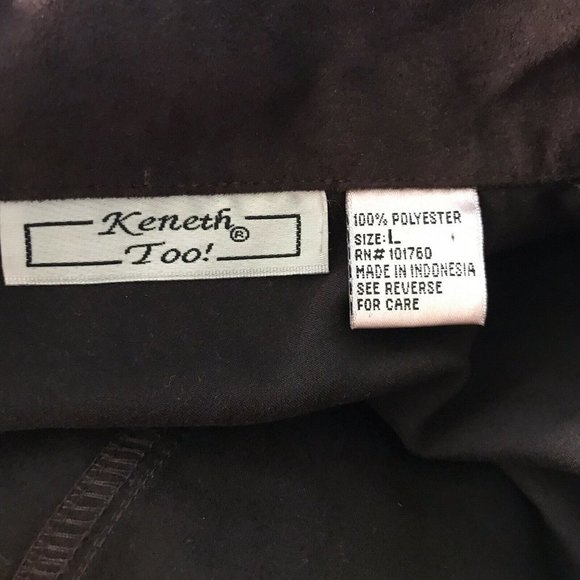 Keneth
Too!®
100% POLYESTER
SIZE: L
RN# 101760
MADE IN INDONESIA
SEE REVERSE
FOR CARE